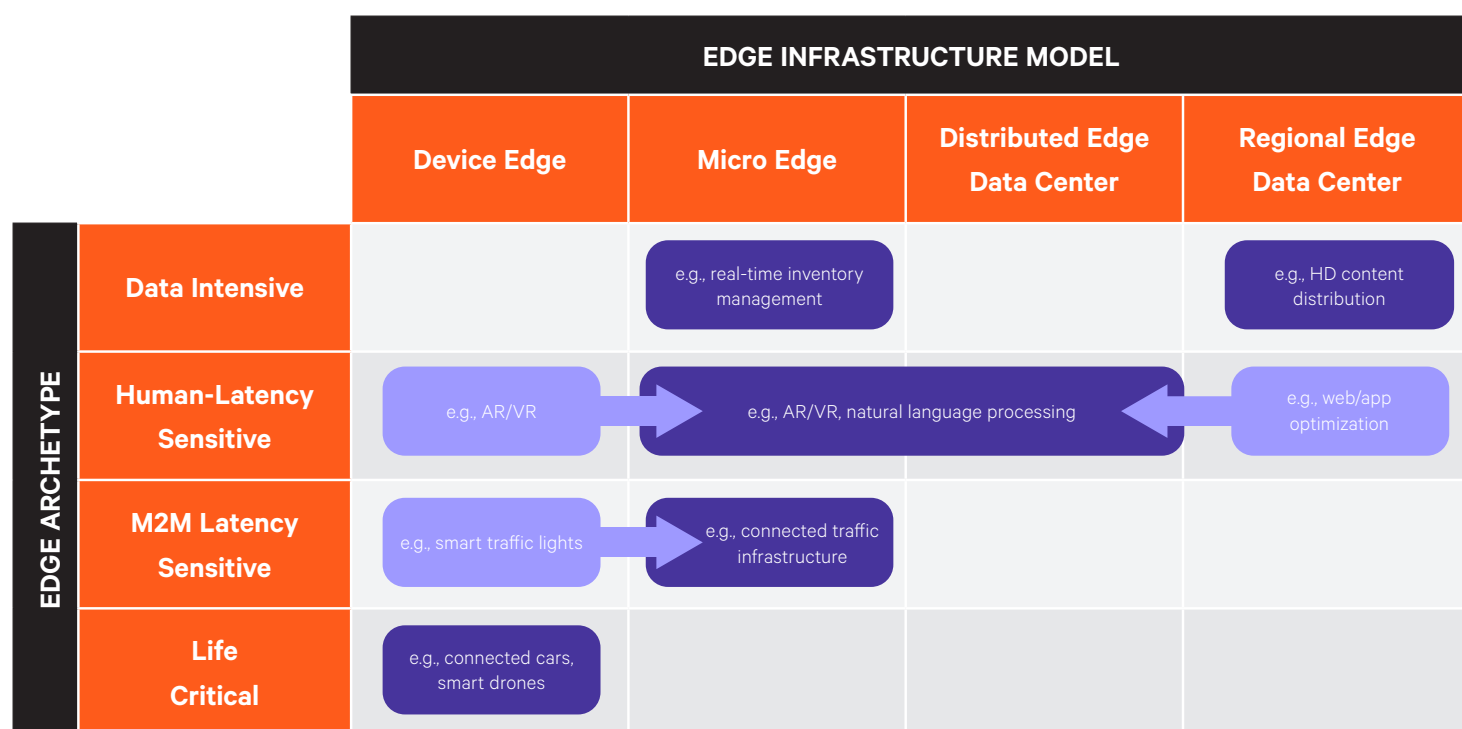 EDGE INFRASTRUCTURE MODEL
Device Edge
Micro Edge
Distributed Edge
Data Center
Regional Edge
Data Center
EDGE ARCHETYPE
Data Intensive
e.g., real-time inventory
management
e.g., HD content
distribution
Human-Latency
Sensitive
e.g., AR/VR
e.g., AR/VR, natural language processing
e.g., web/app
optimization
M2M Latency
Sensitive
e.g., smart traffic lights
e.g., connected traffic
infrastructure
Life
Critical
e.g., connected cars,
smart drones